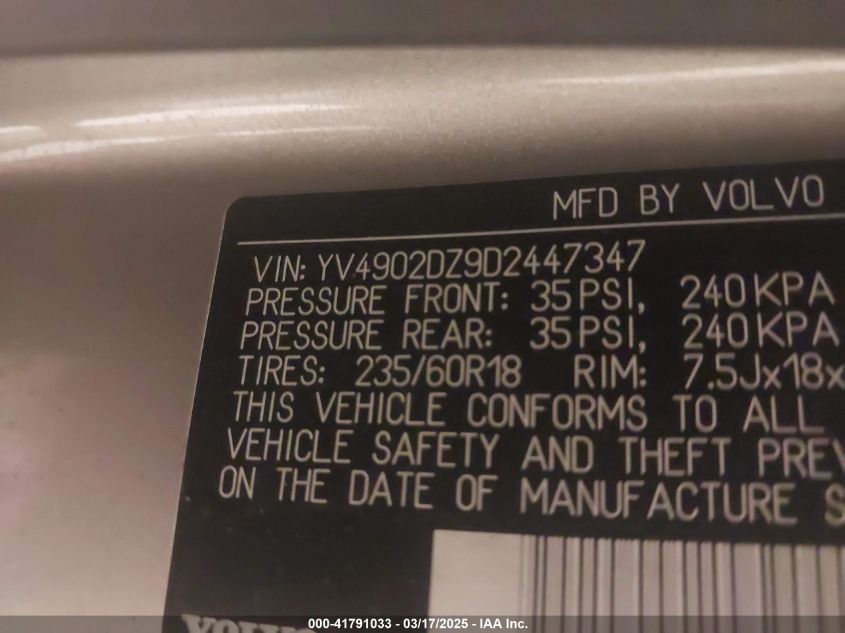 MFD BY VOLVO
VIN: YV4902DZ9D2447347
PRESSURE FRONT: 35PSI, 240KPA
PRESSURE REAR: 35PSI, 240KPA
TIRES: 235/60R18 RIM: 7.5Jx18x
THIS VEHICLE CONFORMS TO ALL
VEHICLE SAFETY AND THEFT PREV
ON THE DATE OF MANUFACTURE S
VOLVO
000-41791033 - 03/17/2025 - IAA Inc.